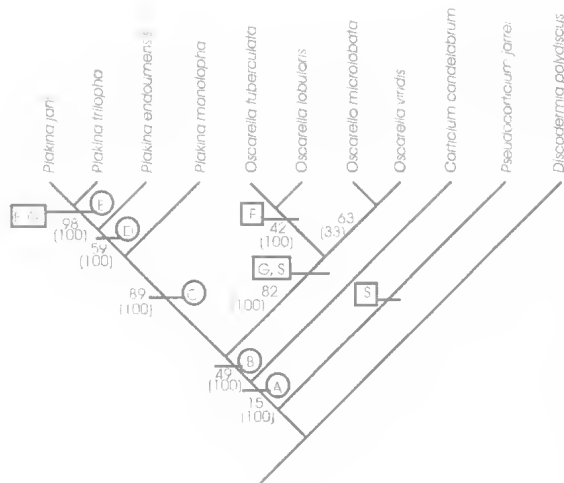 Plakina jani
Plakina trilopha
Plakina endoumensis
Plakina monolopha
Oscarella tuberculata
Oscarella lobularis
Oscarella microlobata
Oscarella viridis
Corticium candelabrum
Pseudocorticium jarrei
Discodermia polydiscus
E
98
(100)
D
59
(100)
F
42
(100)
63
(33)
G, S
82
(100)
89
(100)
C
S
B
49
(100)
A
15
(100)